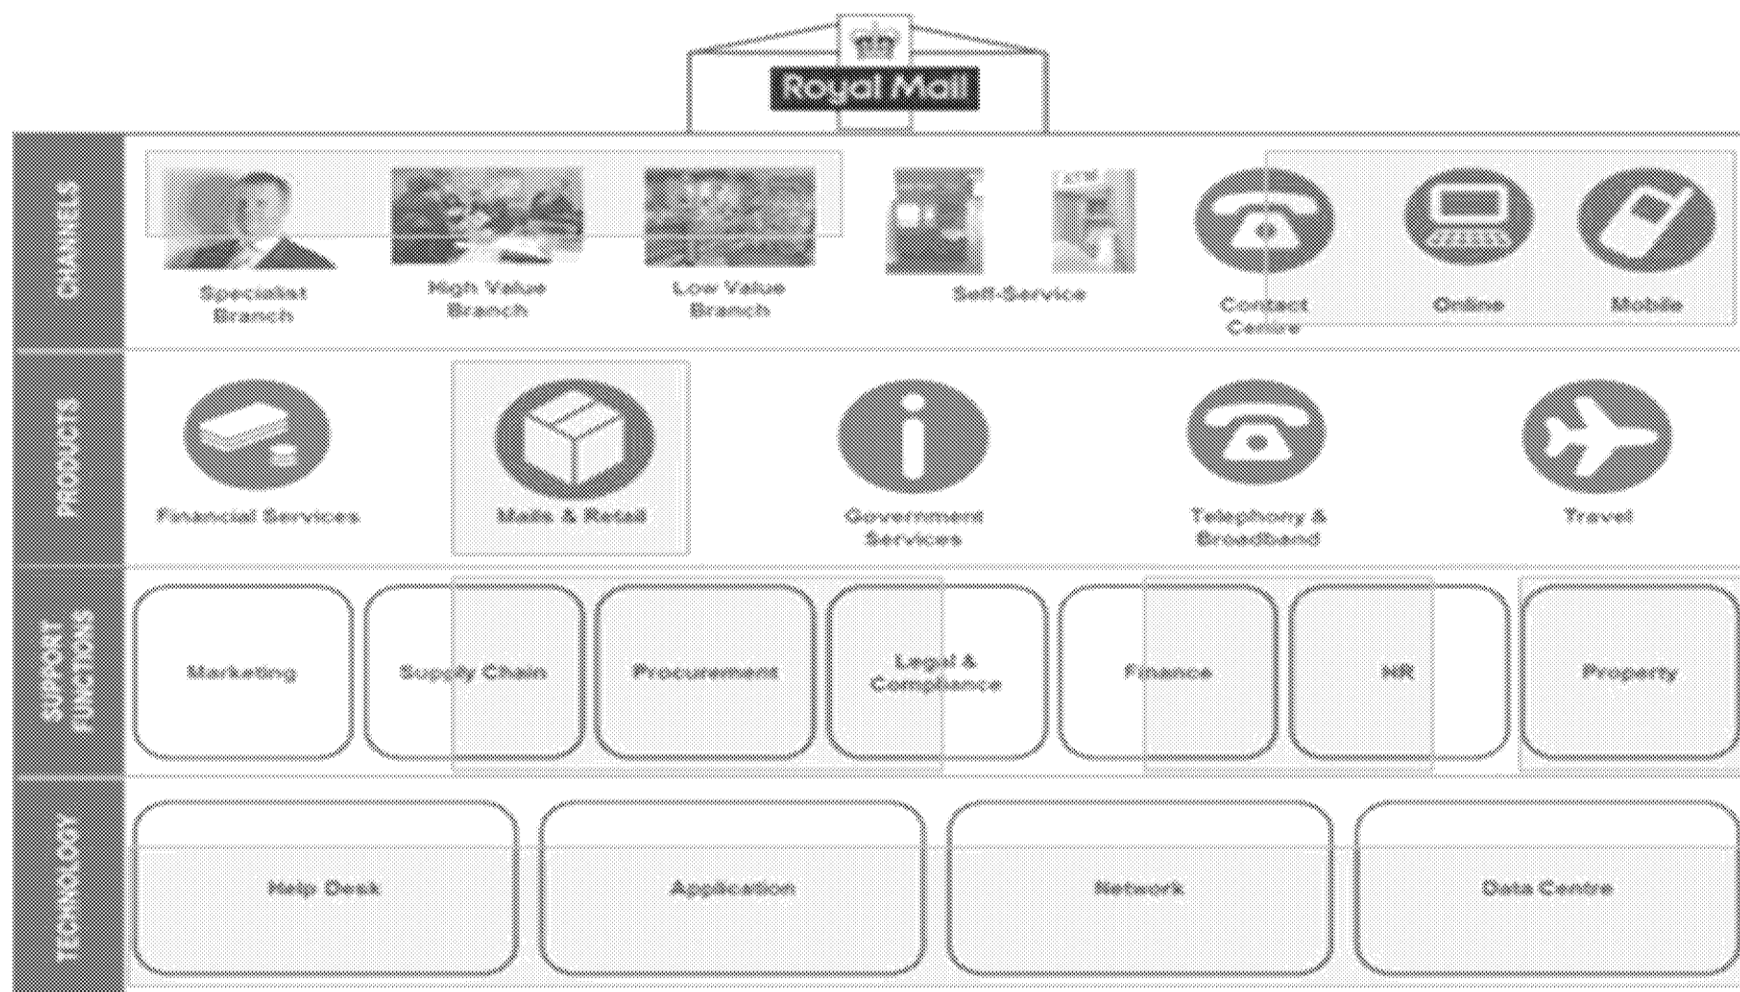 Royal Mail
CHANNELS
Specialist
Branch
High Value
Branch
Low Value
Branch
Self-Service
Contact
Centre
Online
Mobile
PRODUCTS
Financial Services
Mails & Retail
Government
Services
Telephony &
Broadband
Travel
SUPPORT
FUNCTIONS
Marketing
Supply Chain
Procurement
Legal &
Compliance
Finance
HR
Property
TECHNOLOGY
Help Desk
Application
Network
Data Centre